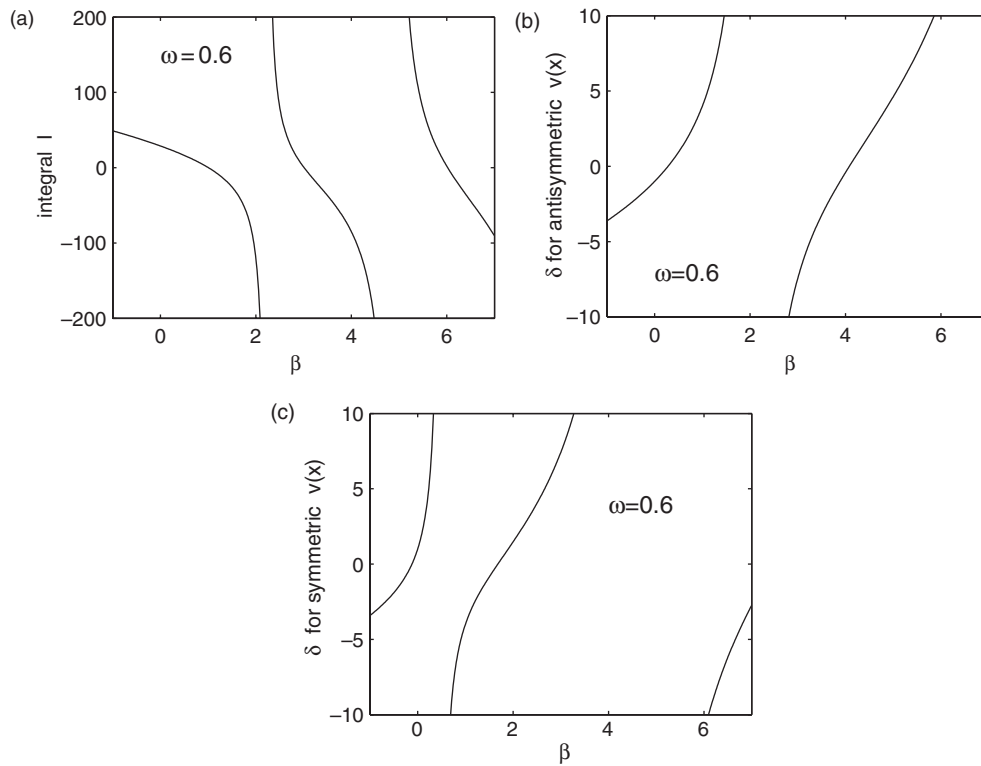 (a)
200
100
0
−100
−200
integral I
ω=0.6
0
2
4
6
β
(b)
10
5
0
−5
−10
δ for antisymmetric v(x)
ω=0.6
0
2
4
6
β
(c)
10
5
0
−5
−10
δ for symmetric v(x)
ω=0.6
0
2
4
6
β